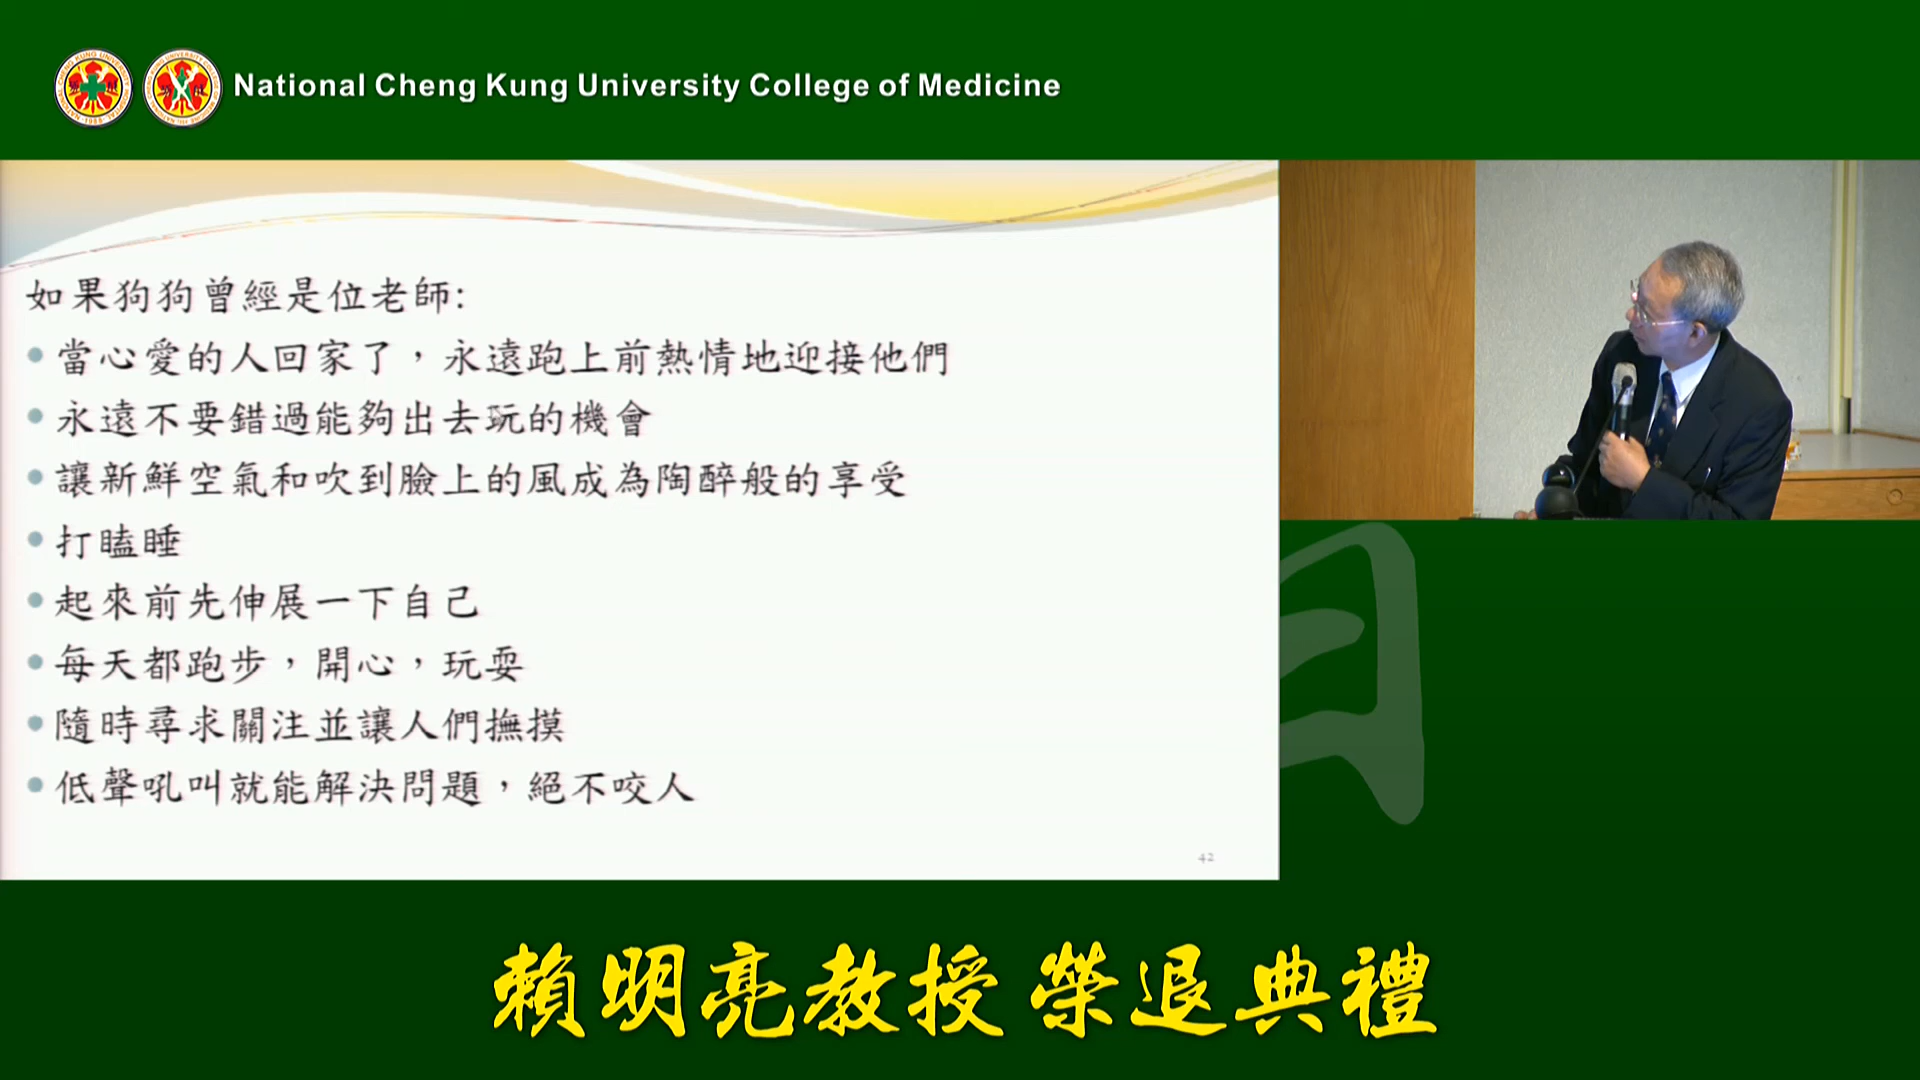 National Cheng Kung University College of Medicine
如果狗狗曾經是位老師:
• 當心愛的人回家了，永遠跑上前熱情地迎接他們
• 永遠不要錯過能夠出去玩的機會
• 讓新鮮空氣和吹到臉上的風成為陶醉般的享受
• 打瞌睡
• 起來前先伸展一下自己
• 每天都跑步，開心，玩耍
• 隨時尋求關注並讓人們撫摸
• 低聲吼叫就能解決問題，絕不咬人
42
賴明亮教授 榮退典禮